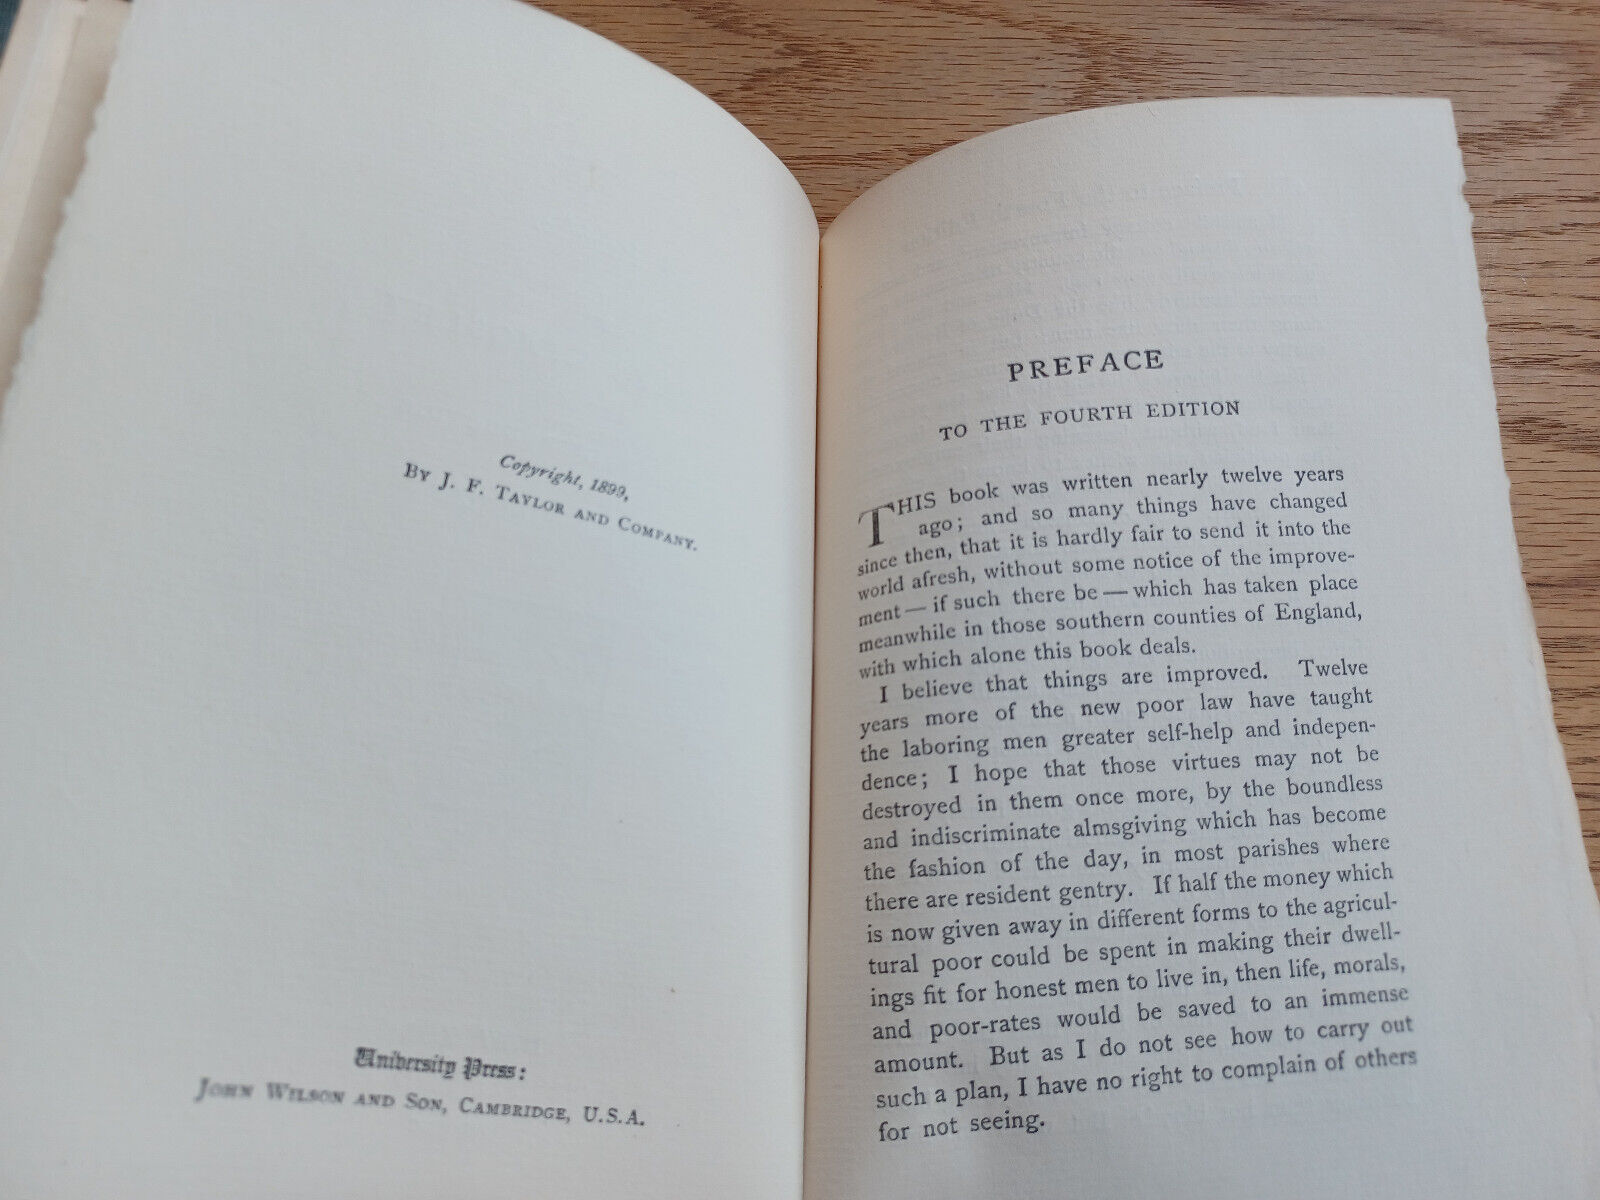 Copyright, 1899,
By J. F. Taylor and Company.
University Press:
John Wilson and Son, Cambridge, U.S.A.
PREFACE
TO THE FOURTH EDITION
THIS book was written nearly twelve years
ago; and so many things have changed
since then, that it is hardly fair to send it into the
world afresh, without some notice of the improve-
ment — if such there be — which has taken place
meanwhile in those southern counties of England,
with which alone this book deals.
I believe that things are improved. Twelve
years more of the new poor law have taught
the laboring men greater self-help and indepen-
dence; I hope that those virtues may not be
destroyed in them once more, by the boundless
and indiscriminate almsgiving which has become
the fashion of the day, in most parishes where
there are resident gentry. If half the money which
is now given away in different forms to the agricul-
tural poor could be spent in making their dwell-
ings fit for honest men to live in, then life, morals,
and poor-rates would be saved to an immense
amount. But as I do not see how to carry out
such a plan, I have no right to complain of others
for not seeing.